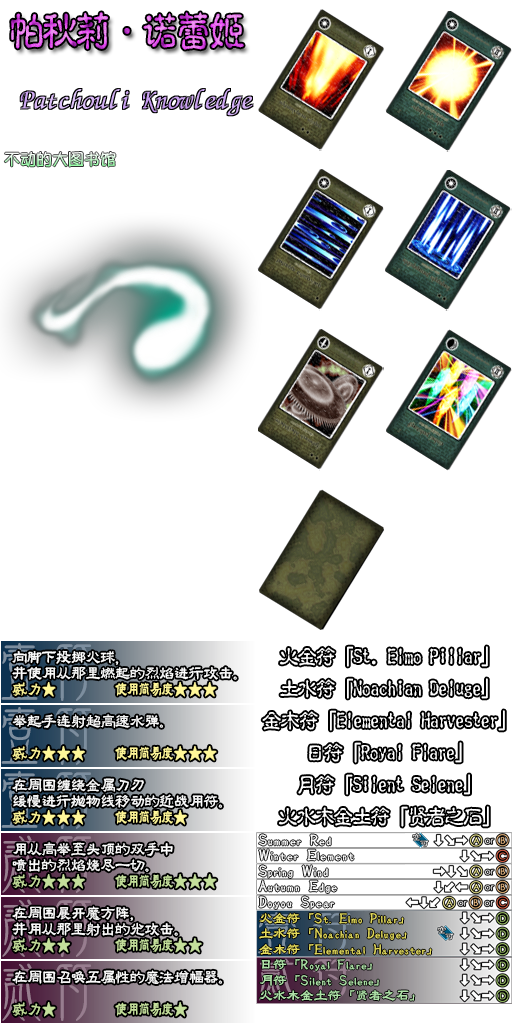 帕秋莉·诺蕾姬
Patchouli Knowledge
不动的大图书馆
向脚下投掷火球,
并使用从那里燃起的烈焰进行攻击。
威力★ 使用简易度★★★
举起手连射超高速水弹。
威力★★★ 使用简易度★★★
在周围缠绕金属刀刃
缓慢进行抛物线移动的近战用符。
威力★★★ 使用简易度★
用从高举至头顶的双手中
喷出的烈焰烧尽一切。
威力★★★ 使用简易度★★★
在周围展开魔方阵,
并用从那里射出的光攻击。
威力★★ 使用简易度★★
在周围召唤五属性的魔法增幅器。
威力★ 使用简易度★★
火金符「St. Elmo Pillar」
土水符「Noachian Deluge」
金木符「Elemental Harvester」
日符「Royal Flare」
月符「Silent Selene」
火水木金土符「贤者之石」
Summer Red ↓↘→ⒶorⒷ
Winter Element ↓↘→Ⓒ
Spring Wind →↓↘ⒶorⒷ
Autumn Edge ↓↙←ⒶorⒷ
Doyou Spear ←↓↙ⒶorⒷorⒸ
火金符「St. Elmo Pillar」 ↓↘→Ⓓ
土水符「Noachian Deluge」 ↓↘→Ⓓ
金木符「Elemental Harvester」 ↓↘→Ⓓ
日符「Royal Flare」 ↓↘→Ⓓ
月符「Silent Selene」 ↓↘→Ⓓ
火水木金土符「贤者之石」 ↓↘→Ⓓ